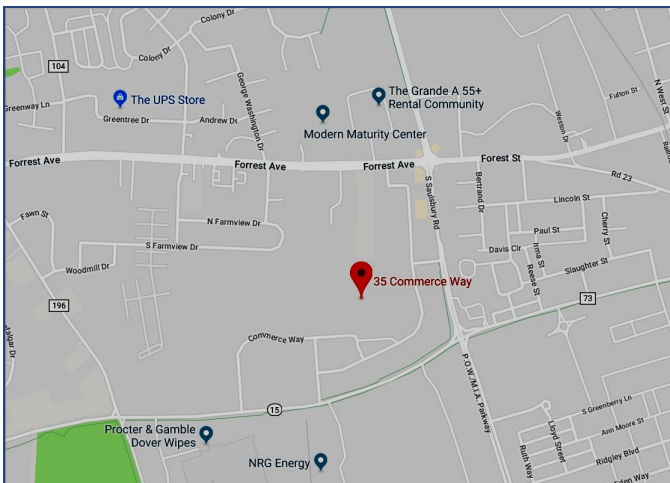 Colony Dr
Colony Dr
104
The UPS Store
George Washington Dr
The Grande A 55+
Rental Community
Fulton St
N West St
Greenway Ln
Greentree Dr
Andrew Dr
Modern Maturity Center
Weston Dr
Forrest Ave
Forrest Ave
Forrest Ave
Forest St
Rd 23
S Saulsbury Rd
Bertrand Dr
Lincoln St
Fawn St
N Farmview Dr
Paul St
Cherry St
S Farmview Dr
Davis Cir
Irma St
Reese St
Slaughter St
Woodmill Dr
35 Commerce Way
196
73
Commerce Way
P.O.W./M.I.A. Parkway
15
S Greenberry Ln
Procter & Gamble
Dover Wipes
Lloyd Street
Ann Moore St
NRG Energy
Ruth Way
Ridgley Blvd